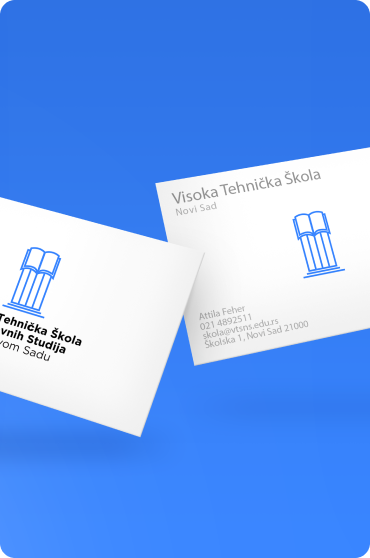 Visoka Tehnička Škola
Novi Sad
Attila Feher
021 4892511
skola@vtsns.edu.rs
Školska 1, Novi Sad 21000
Tehnička Škola
vnih Studija
vom Sadu